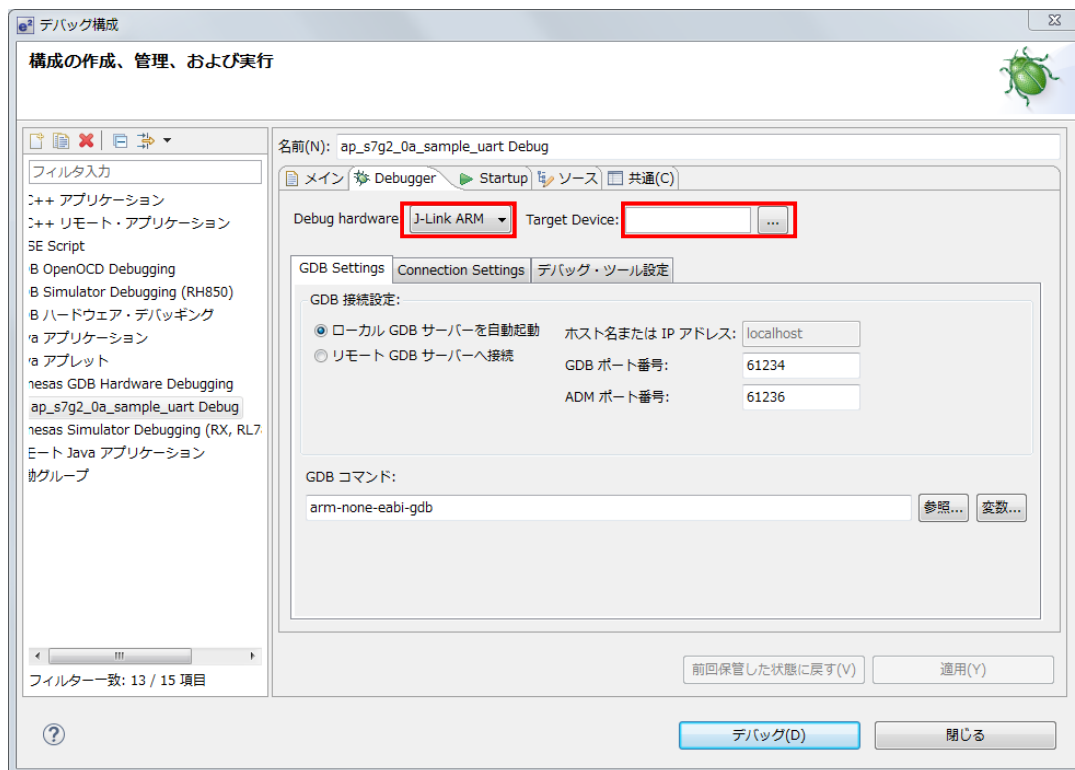 e² デバッグ構成
構成の作成、管理、および実行
フィルタ入力
:++ アプリケーション
:++ リモート・アプリケーション
SE Script
B OpenOCD Debugging
B Simulator Debugging (RH850)
B ハードウェア・デバッギング
va アプリケーション
va アプレット
nesas GDB Hardware Debugging
ap_s7g2_0a_sample_uart Debug
nesas Simulator Debugging (RX, RL7
モート Java アプリケーション
動グループ
フィルター一致: 13 / 15 項目
名前(N): ap_s7g2_0a_sample_uart Debug
メイン Debugger Startup ソース 共通(C)
Debug hardware J-Link ARM Target Device: ...
GDB Settings Connection Settings デバッグ・ツール設定
GDB 接続設定:
ローカル GDB サーバーを自動起動
リモート GDB サーバーへ接続
ホスト名または IP アドレス: localhost
GDB ポート番号: 61234
ADM ポート番号: 61236
GDB コマンド:
arm-none-eabi-gdb 参照... 変数...
前回保管した状態に戻す(V) 適用(Y)
? デバッグ(D) 閉じる